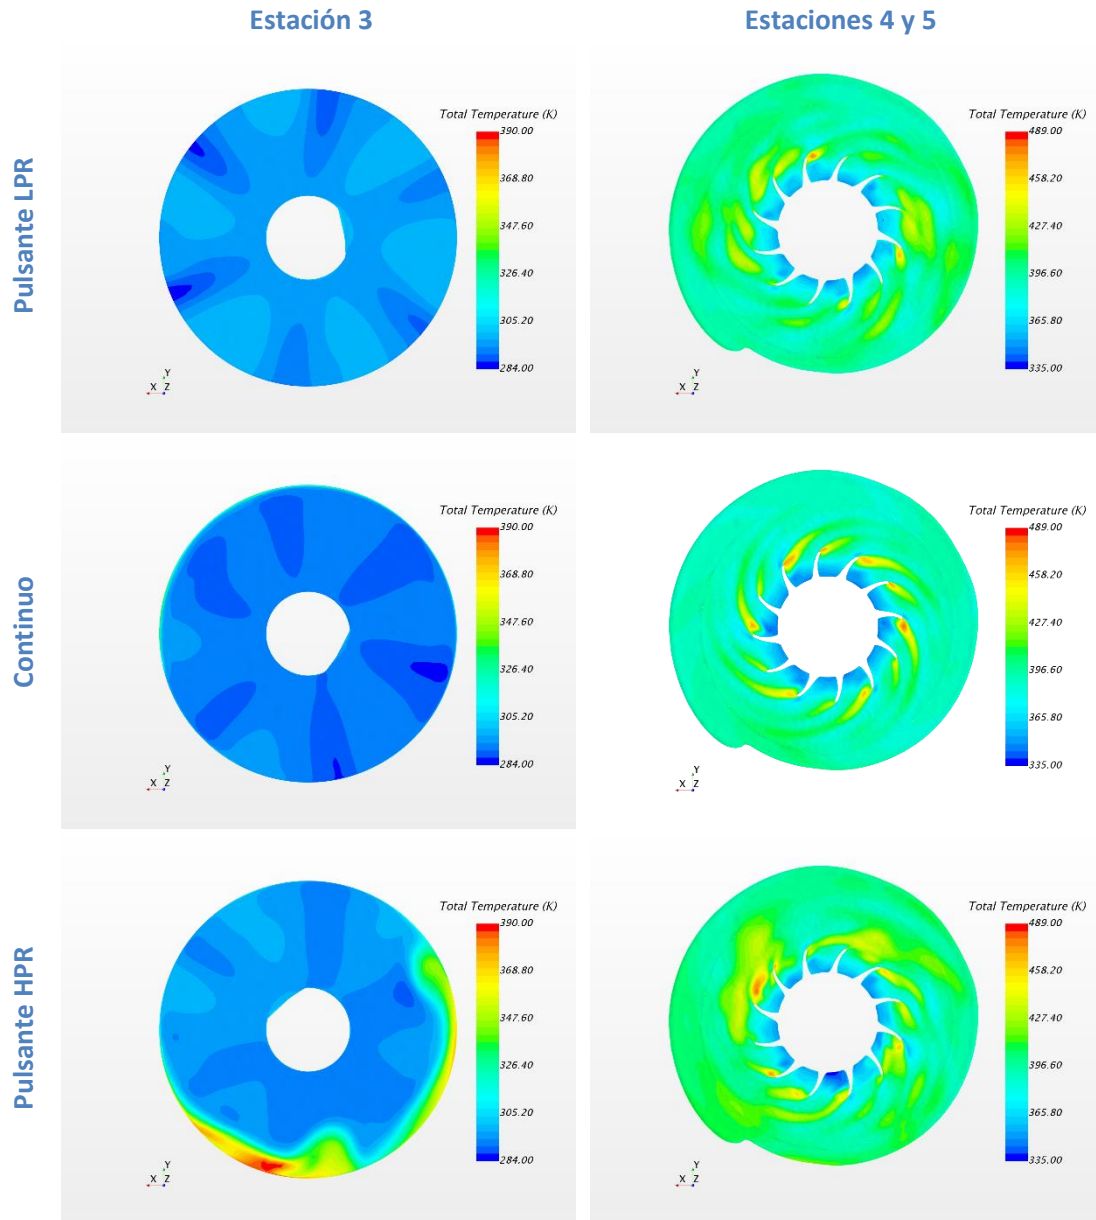 Estación 3
Estaciones 4 y 5
Pulsante LPR
Total Temperature (K)
390.00
368.80
347.60
326.40
305.20
284.00
Y
X Z
Total Temperature (K)
489.00
458.20
427.40
396.60
365.80
335.00
Y
X Z
Continuo
Total Temperature (K)
390.00
368.80
347.60
326.40
305.20
284.00
Y
X Z
Total Temperature (K)
489.00
458.20
427.40
396.60
365.80
335.00
Y
X Z
Pulsante HPR
Total Temperature (K)
390.00
368.80
347.60
326.40
305.20
284.00
Y
X Z
Total Temperature (K)
489.00
458.20
427.40
396.60
365.80
335.00
Y
X Z